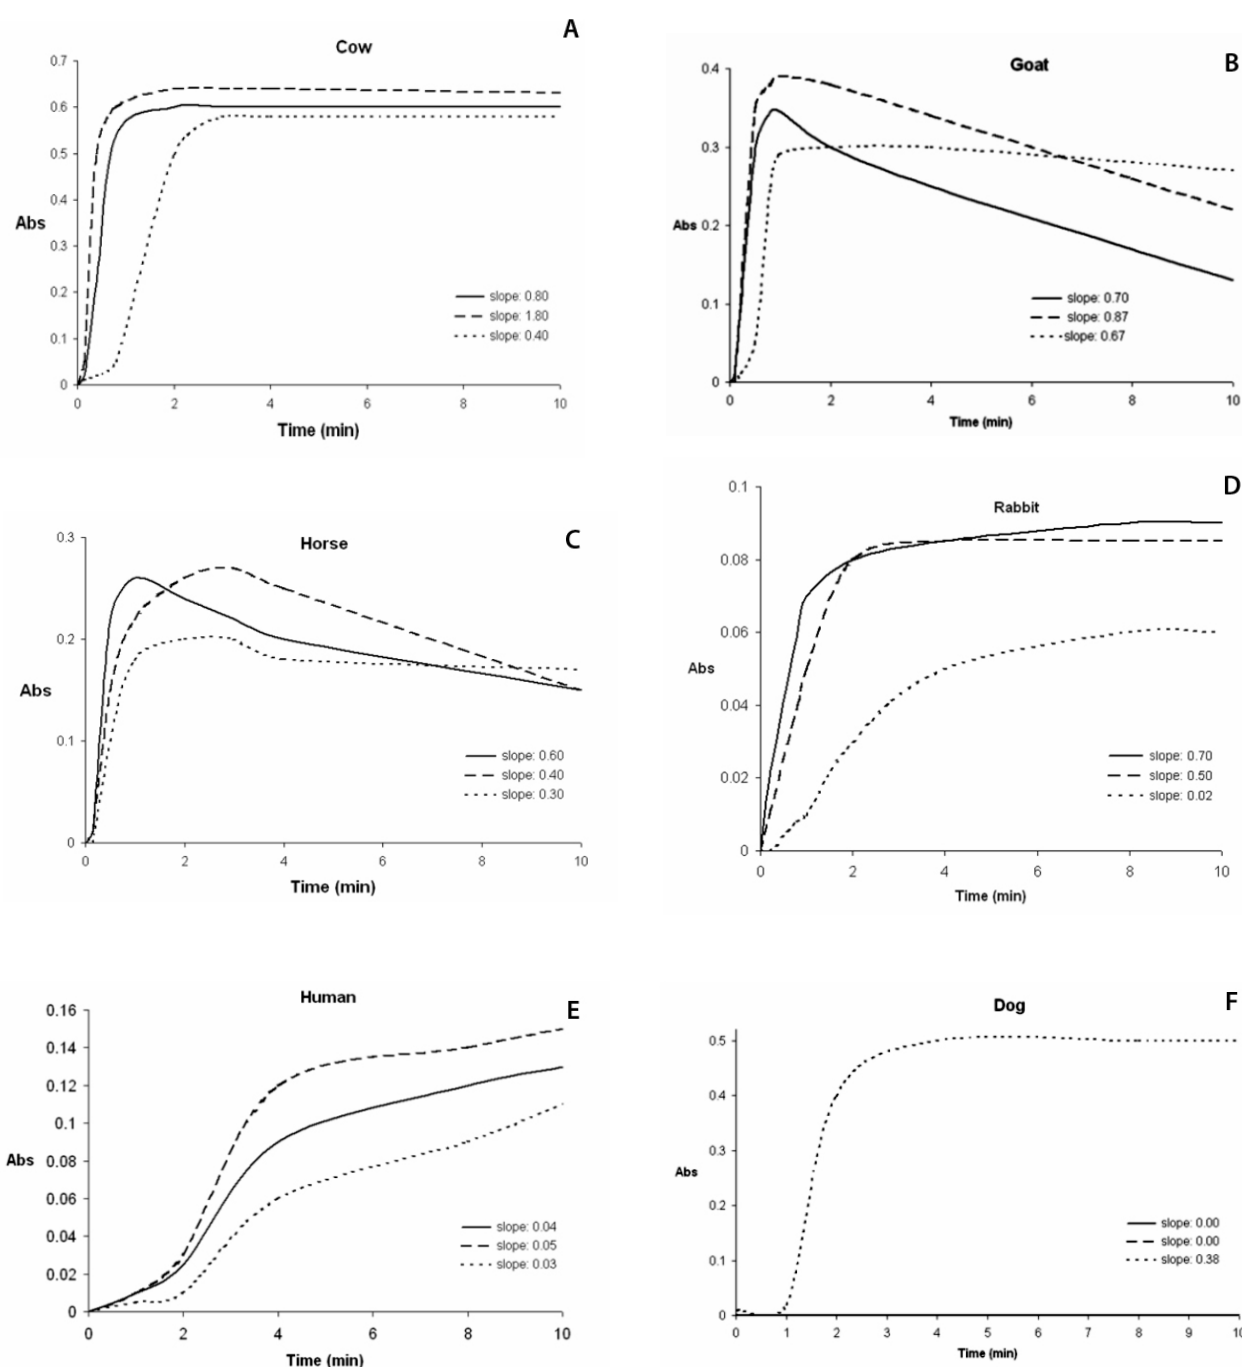 A
Cow
0.7
0.6
0.5
0.4
Abs
0.3
0.2
0.1
0
slope: 0.80
slope: 1.80
slope: 0.40
0 2 4 6 8 10
Time (min)
B
Goat
0.4
0.3
Abs 0.2
0.1
0
slope: 0.70
slope: 0.87
slope: 0.67
0 2 4 6 8 10
Time (min)
C
Horse
0.3
0.2
Abs
0.1
0
slope: 0.60
slope: 0.40
slope: 0.30
0 2 4 6 8 10
Time (min)
D
Rabbit
0.1
0.08
0.06
Abs
0.04
0.02
0
slope: 0.70
slope: 0.50
slope: 0.02
0 2 4 6 8 10
Time (min)
E
Human
0.16
0.14
0.12
0.1
Abs 0.08
0.06
0.04
0.02
0
slope: 0.04
slope: 0.05
slope: 0.03
0 2 4 6 8 10
Time (min)
F
Dog
0.5
0.4
0.3
Abs
0.2
0.1
0
slope: 0.00
slope: 0.00
slope: 0.38
0 1 2 3 4 5 6 7 8 9 10
Time (min)